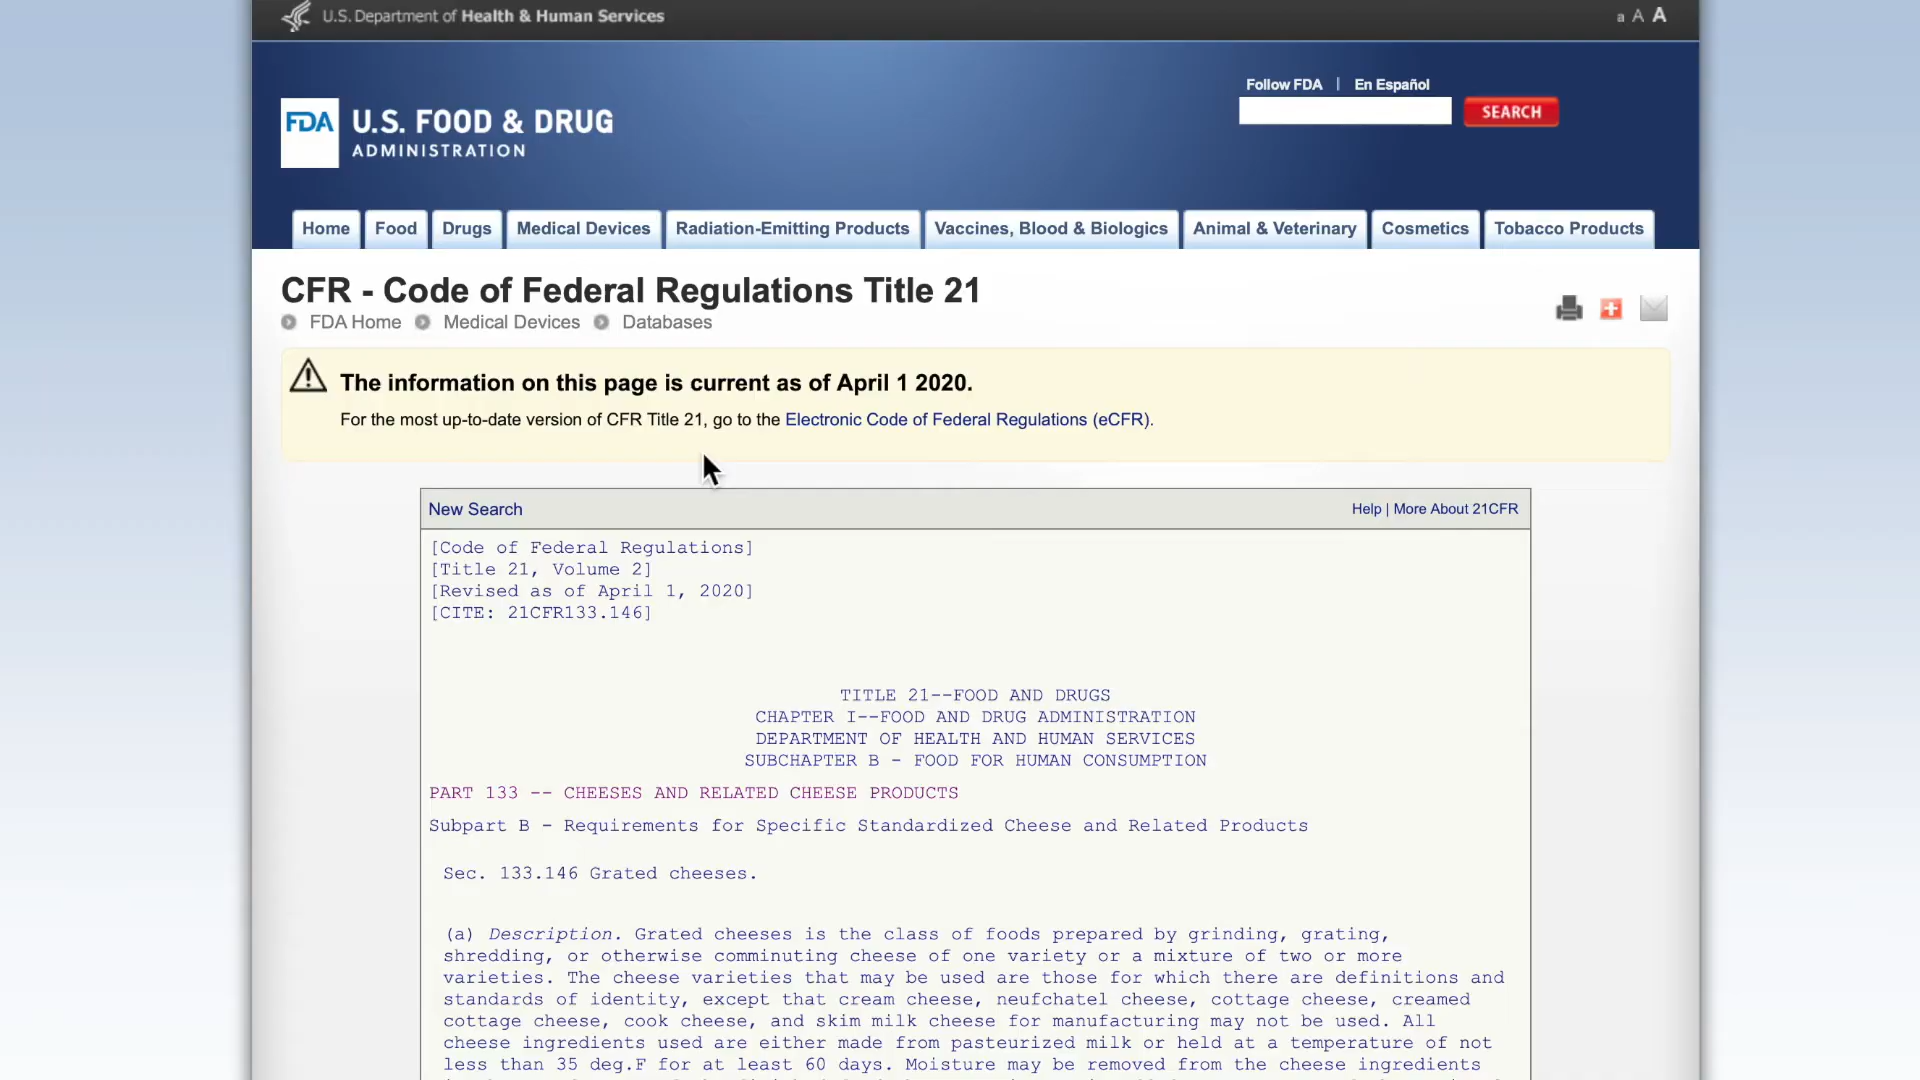 U.S. Department of Health & Human Services
a A A
Follow FDA | En Español
FDA U.S. FOOD & DRUG
ADMINISTRATION
SEARCH
Home Food Drugs Medical Devices Radiation-Emitting Products Vaccines, Blood & Biologics Animal & Veterinary Cosmetics Tobacco Products
CFR - Code of Federal Regulations Title 21
FDA Home Medical Devices Databases
The information on this page is current as of April 1 2020.
For the most up-to-date version of CFR Title 21, go to the Electronic Code of Federal Regulations (eCFR).
New Search Help | More About 21CFR
[Code of Federal Regulations]
[Title 21, Volume 2]
[Revised as of April 1, 2020]
[CITE: 21CFR133.146]
TITLE 21--FOOD AND DRUGS
CHAPTER I--FOOD AND DRUG ADMINISTRATION
DEPARTMENT OF HEALTH AND HUMAN SERVICES
SUBCHAPTER B - FOOD FOR HUMAN CONSUMPTION
PART 133 -- CHEESES AND RELATED CHEESE PRODUCTS
Subpart B - Requirements for Specific Standardized Cheese and Related Products
Sec. 133.146 Grated cheeses.
(a) Description. Grated cheeses is the class of foods prepared by grinding, grating,
shredding, or otherwise comminuting cheese of one variety or a mixture of two or more
varieties. The cheese varieties that may be used are those for which there are definitions and
standards of identity, except that cream cheese, neufchatel cheese, cottage cheese, creamed
cottage cheese, cook cheese, and skim milk cheese for manufacturing may not be used. All
cheese ingredients used are either made from pasteurized milk or held at a temperature of not
less than 35 deg.F for at least 60 days. Moisture may be removed from the cheese ingredients